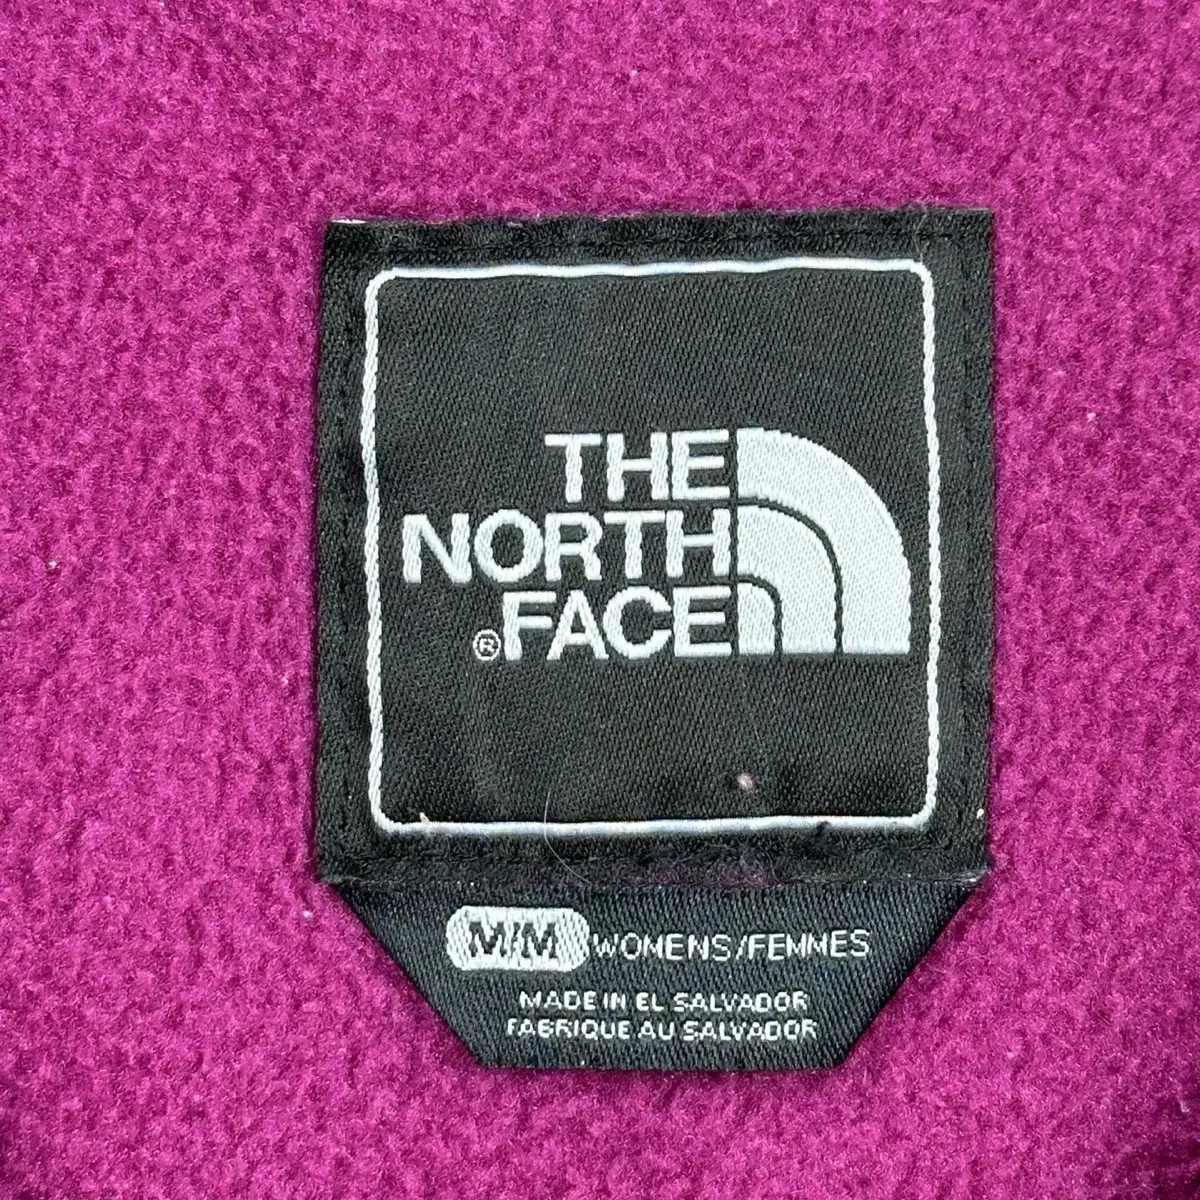 THE
NORTH
®FACE
M/M WOMENS/FEMMES
MADE IN EL SALVADOR
FABRIQUE AU SALVADOR